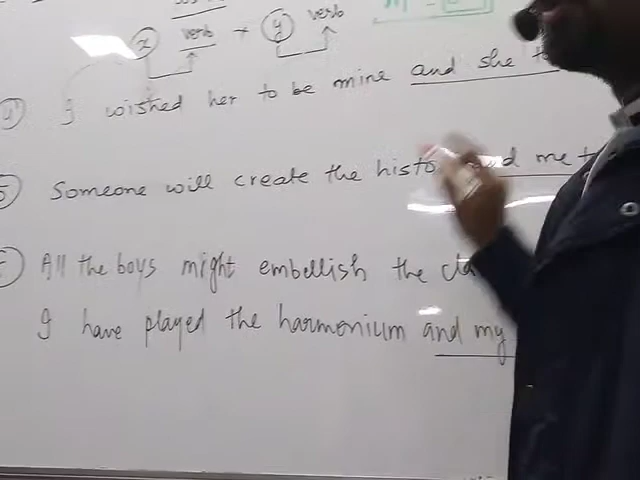 x verb + y verb
I wished her to be mine and she
Someone will create the histo me
All the boys might embellish the
I have played the harmonium and my